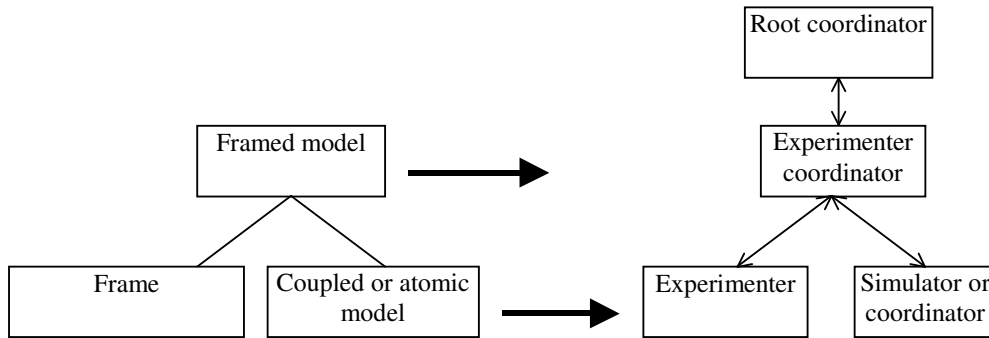 Root coordinator
Framed model
Experimenter
coordinator
Frame
Coupled or atomic
model
Experimenter
Simulator or
coordinator